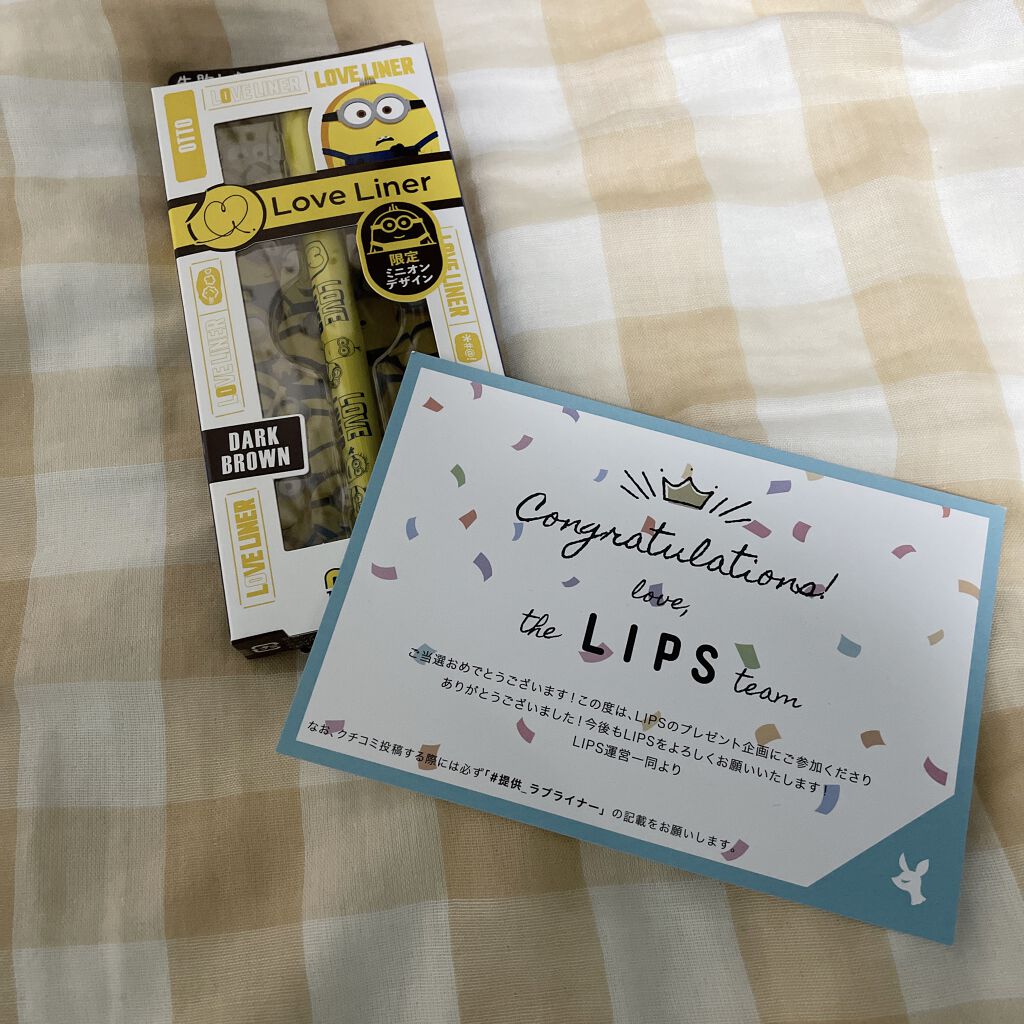 LOVE LINER
LOVE LINER
OTTO
Love Liner
限定
ミニオン
デザイン
LOVE LINER
LOVE LINER
LOVE
LOVE
*#@!
DARK
BROWN
LOVE LINER
Congratulations!
love,
the LIPS team
ご当選おめでとうございます！この度は、LIPSのプレゼント企画にご参加くださり
ありがとうございました！今後もLIPSをよろしくお願いいたします！
LIPS運営一同より
なお、クチコミ投稿する際には必ず「#提供_ラブライナー」の記載をお願いします。